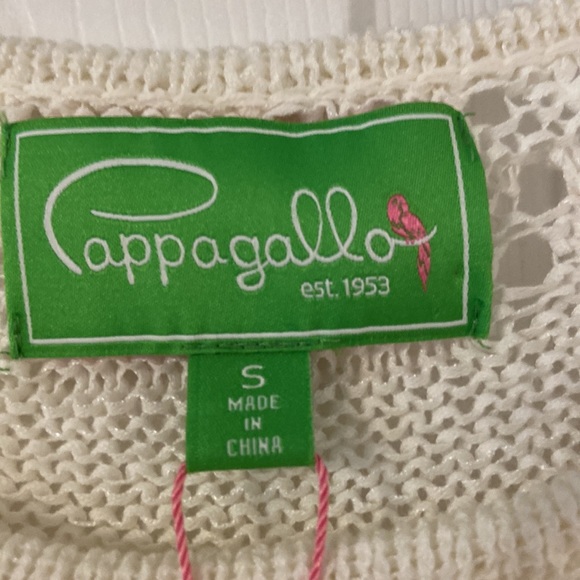 Pappagallo
est. 1953
S
MADE
IN
CHINA